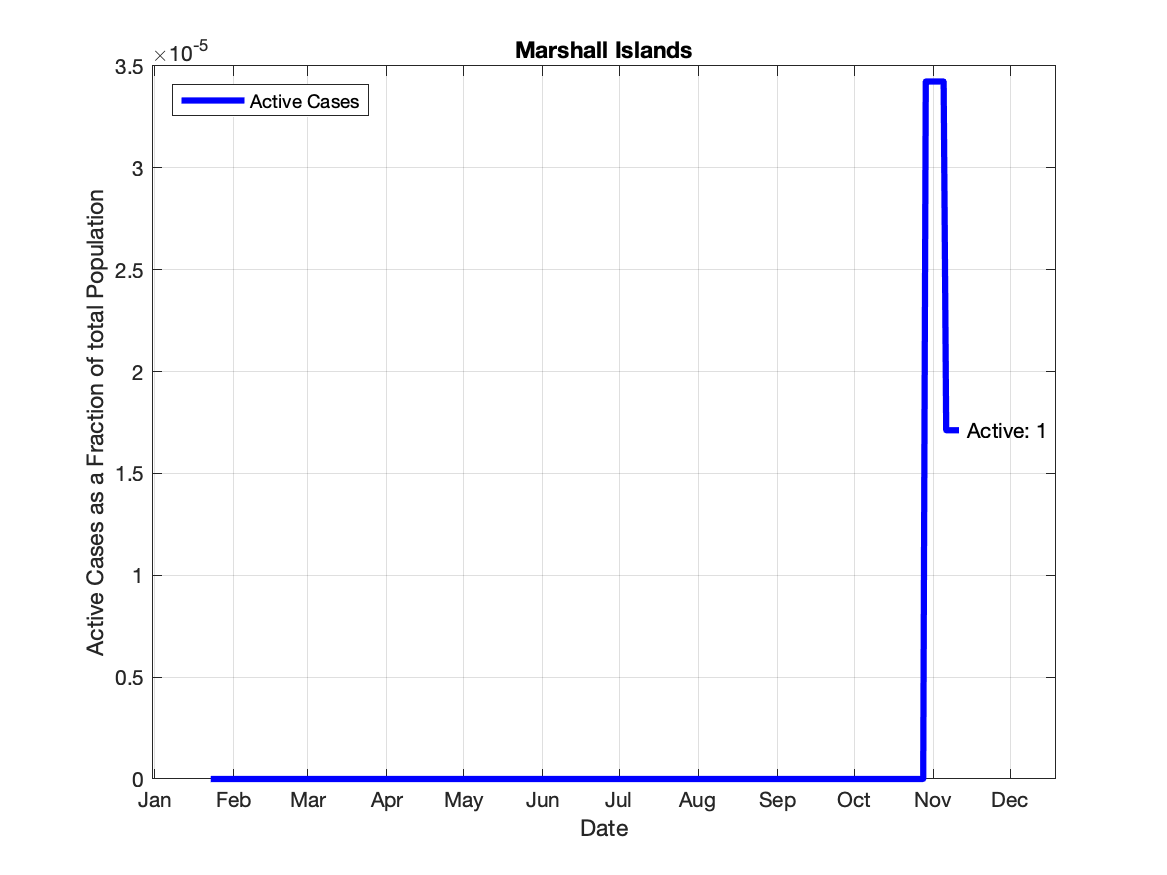 Marshall Islands
×10-5
3.5
3
2.5
2
1.5
1
0.5
0
Active Cases as a Fraction of total Population
Active Cases
Active: 1
Jan Feb Mar Apr May Jun Jul Aug Sep Oct Nov Dec
Date